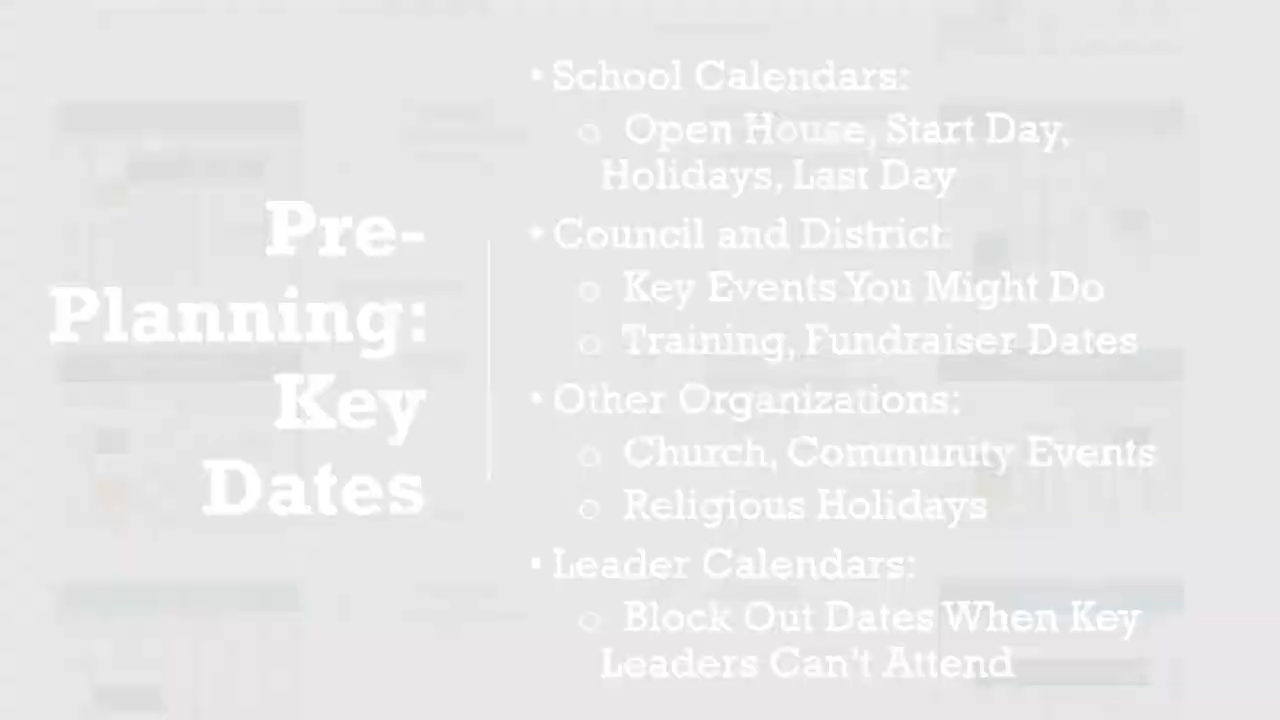 Pre-
Planning:
Key
Dates
• School Calendars:
o Open House, Start Day,
Holidays, Last Day
• Council and District:
o Key Events You Might Do
o Training, Fundraiser Dates
• Other Organizations:
o Church, Community Events
o Religious Holidays
• Leader Calendars:
o Block Out Dates When Key
Leaders Can't Attend